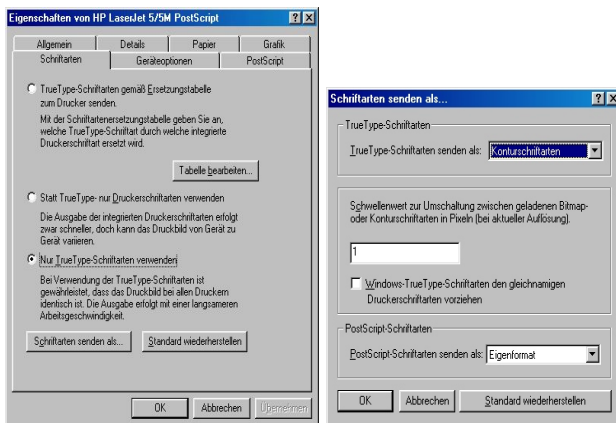 Eigenschaften von HP LaserJet 5/5M PostScript
Allgemein Details Papier Grafik
Schriftarten Geräteoptionen PostScript
TrueType-Schriftarten gemäß Ersetzungstabelle
zum Drucker senden.
Mit der Schriftartenersetzungstabelle geben Sie an,
welche TrueType-Schriftart durch welche integrierte
Druckerschriftart ersetzt wird.
Tabelle bearbeiten...
Statt TrueType- nur Druckerschriftarten verwenden
Die Ausgabe der integrierten Druckerschriftarten erfolgt
zwar schneller, doch kann das Druckbild von Gerät zu
Gerät variieren.
Nur TrueType-Schriftarten verwenden
Bei Verwendung der TrueType-Schriftarten ist
gewährleistet, dass das Druckbild bei allen Druckern
identisch ist. Die Ausgabe erfolgt mit einer langsameren
Arbeitsgeschwindigkeit.
Schriftarten senden als... Standard wiederherstellen
OK Abbrechen Übernehmen
Schriftarten senden als...
TrueType-Schriftarten
TrueType-Schriftarten senden als: Konturschriftarten
Schwellenwert zur Umschaltung zwischen geladenen Bitmap-
oder Konturschriftarten in Pixeln (bei aktueller Auflösung).
1
Windows-TrueType-Schriftarten den gleichnamigen
Druckerschriftarten vorziehen
PostScript-Schriftarten
PostScript-Schriftarten senden als: Eigenformat
OK Abbrechen Standard wiederherstellen